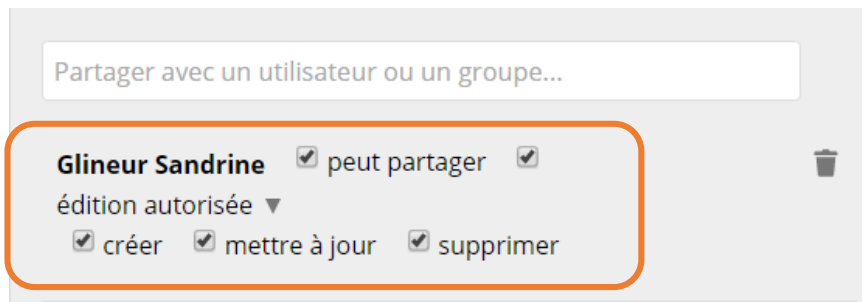 Partager avec un utilisateur ou un groupe...
Glineur Sandrine peut partager
édition autorisée ▼
créer mettre à jour supprimer